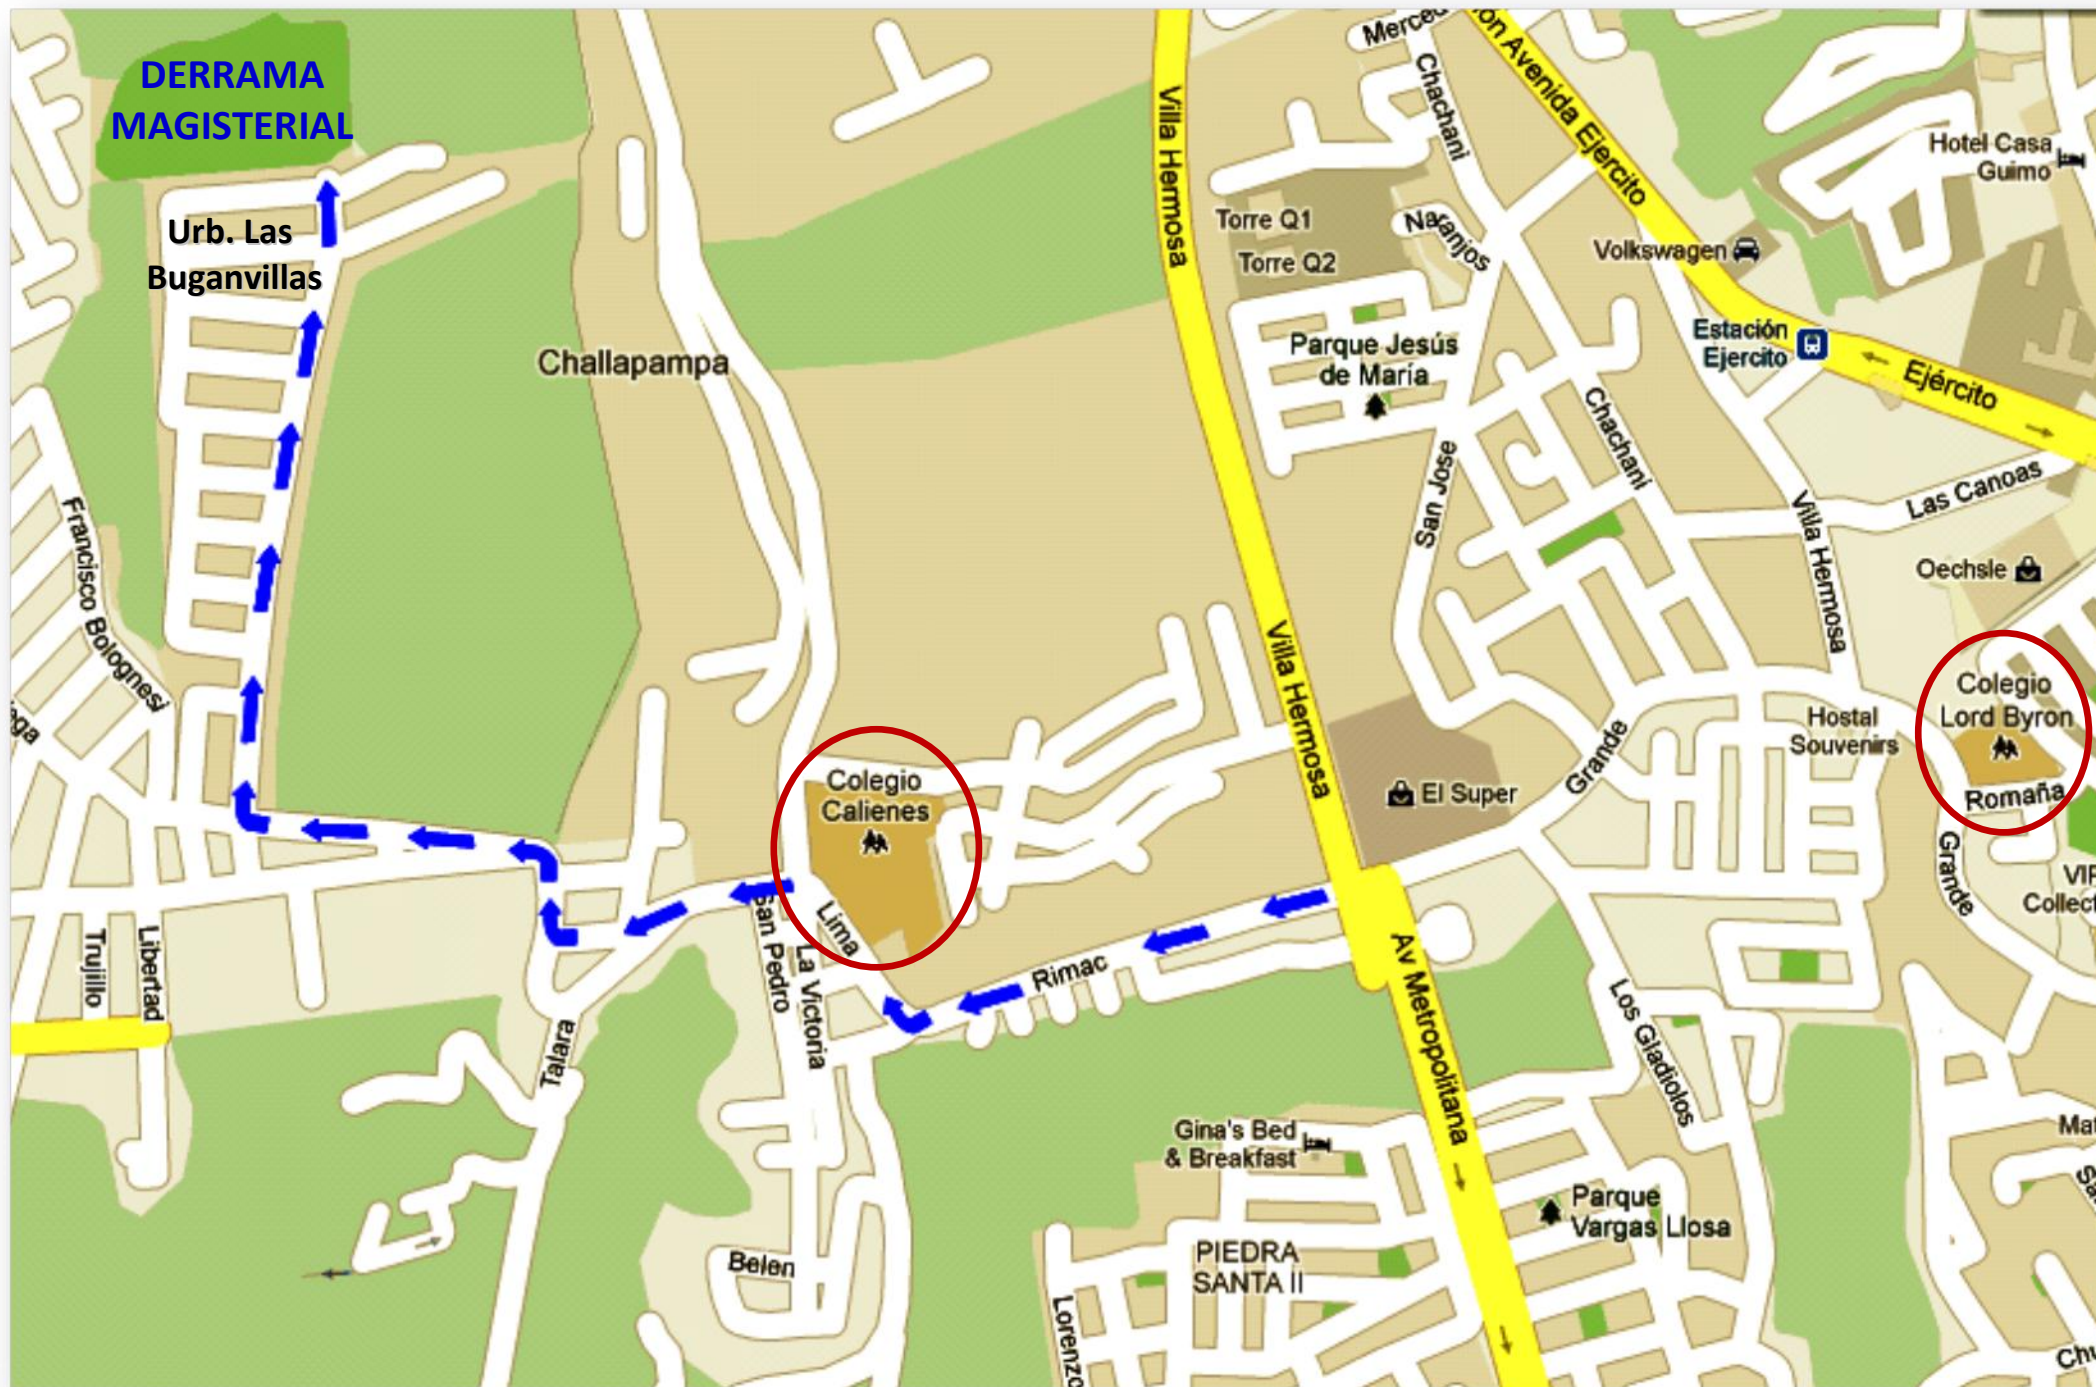 DERRAMA
MAGISTERIAL
Urb. Las
Buganvillas
Challapampa
Francisco Bolognesi
Trujillo
Libertad
Talara
San Pedro
La Victoria
Lima
Belen
Colegio
Calienes
Rimac
Villa Hermosa
Villa Hermosa
Av Metropolitana
Chachani
Avenida Ejercito
Naranjos
Torre Q1
Torre Q2
Parque Jesús
de María
San Jose
Chachani
Volkswagen
Hotel Casa
Guimo
Estación
Ejercito
Ejército
Las Canoas
Villa Hermosa
Oechsle
Colegio
Lord Byron
Romaña
Hostal
Souvenirs
El Super
Grande
Grande
Los Gladiolos
Gina's Bed
& Breakfast
PIEDRA
SANTA II
Parque
Vargas Llosa